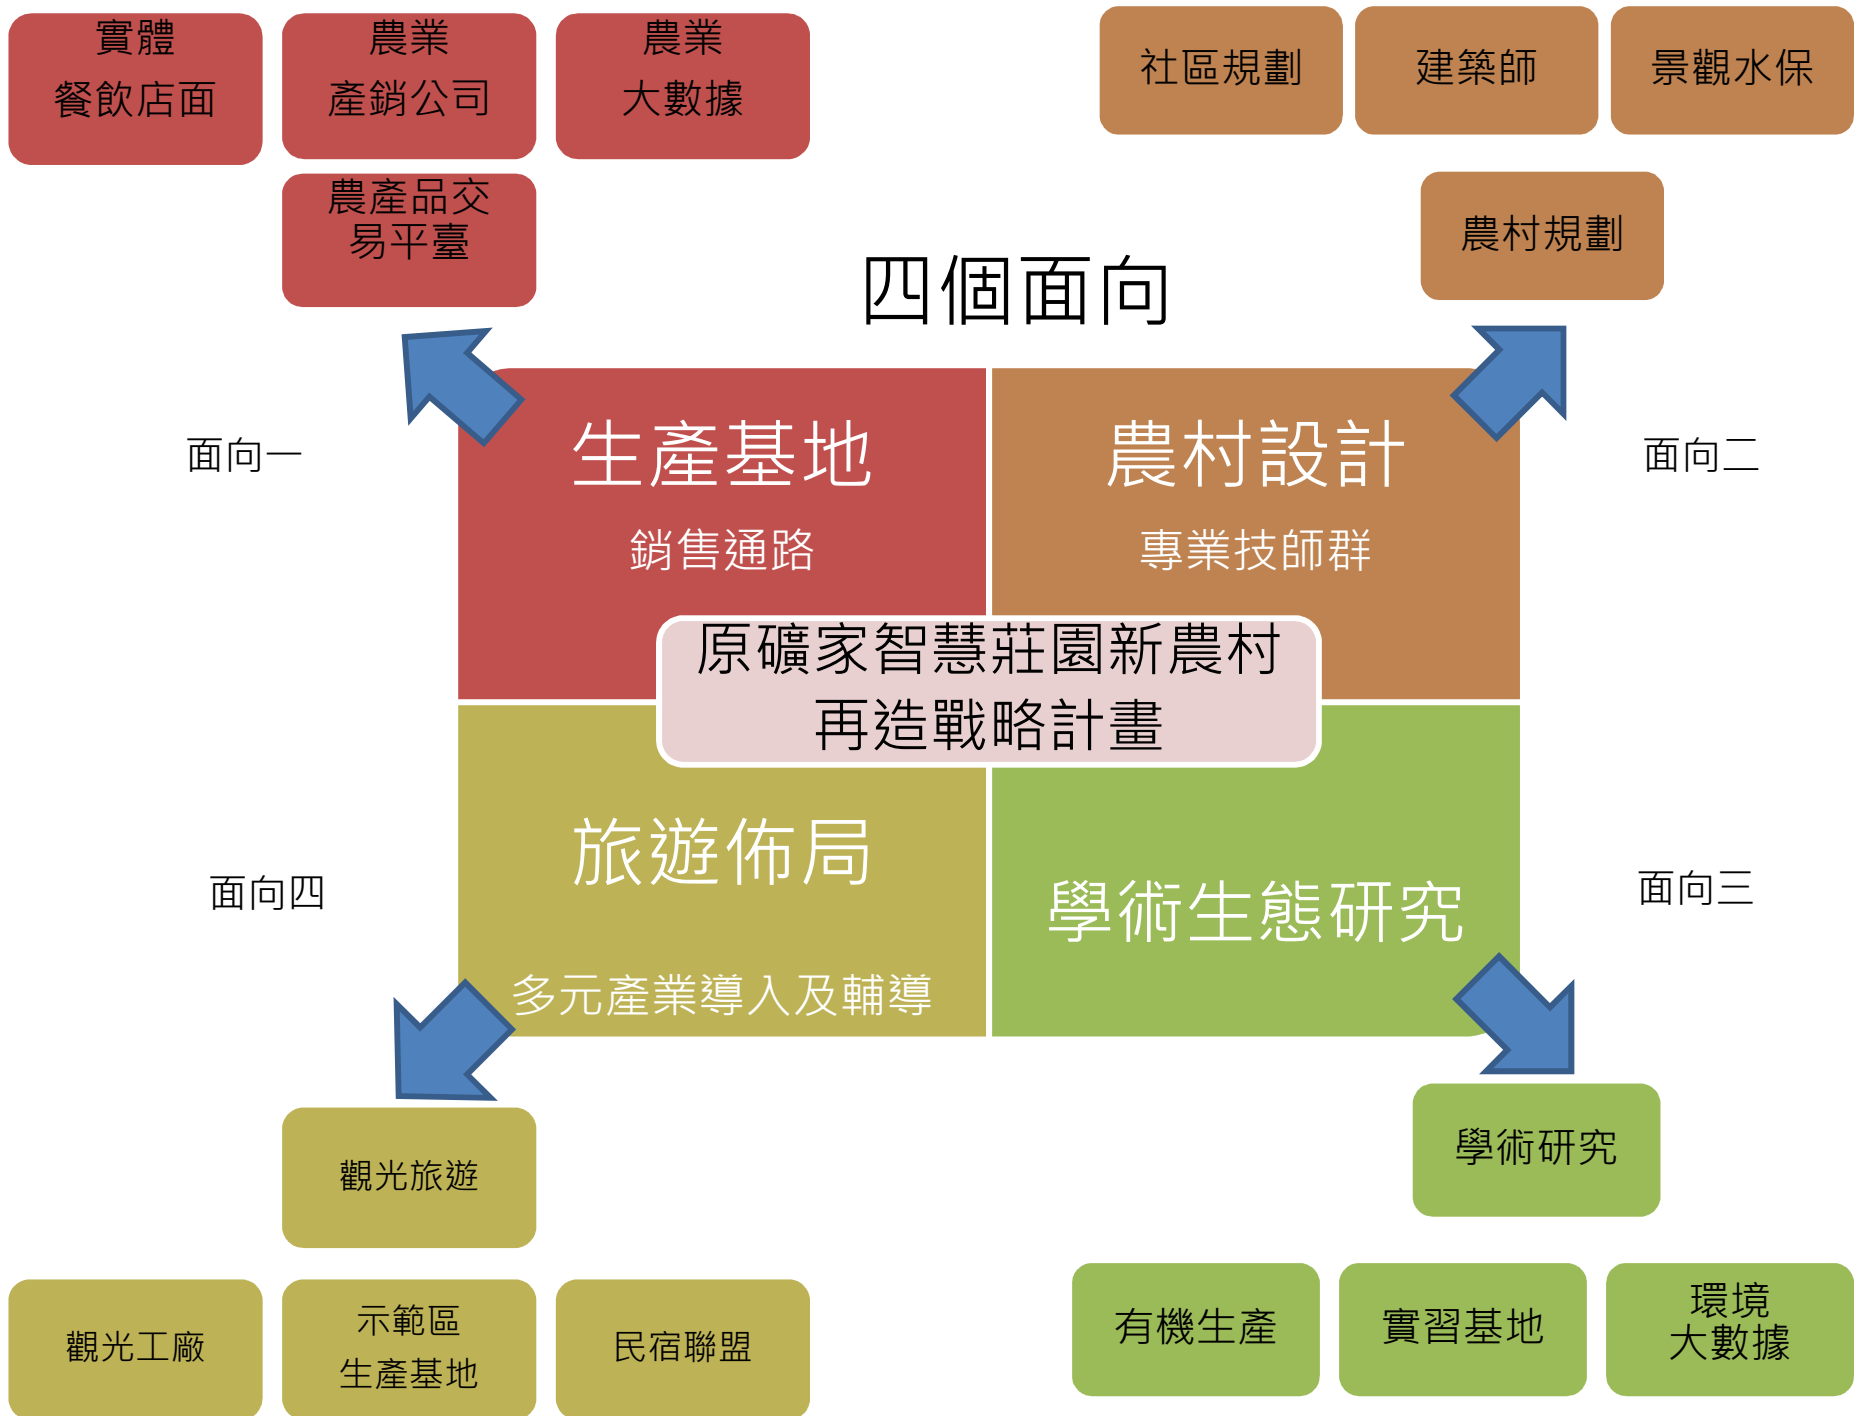 實體
餐飲店面
農業
產銷公司
農業
大數據
農產品交
易平臺
社區規劃
建築師
景觀水保
農村規劃
四個面向
面向一
生產基地
銷售通路
農村設計
專業技師群
面向二
原礦家智慧莊園新農村
再造戰略計畫
面向四
旅遊佈局
多元產業導入及輔導
學術生態研究
面向三
觀光旅遊
觀光工廠
示範區
生產基地
民宿聯盟
學術研究
有機生產
實習基地
環境
大數據